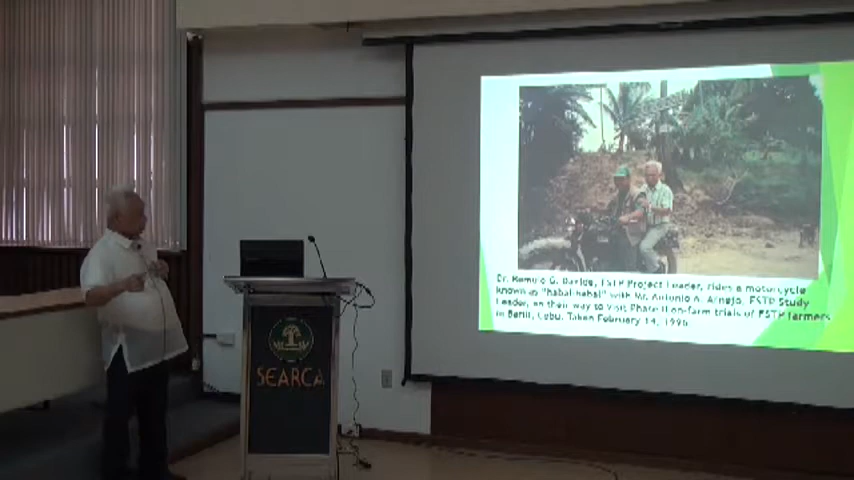 Dr. Romulo G. Davide, FSTP Project Leader, rides a motorcycle
known as "habal-habal" with Mr. Antonio A. Arnejo, FSTP Study
Leader, on their way to visit Phase II on-farm trials of FSTP farmers
in Cebu. Taken February 14, 1996
SEARCA